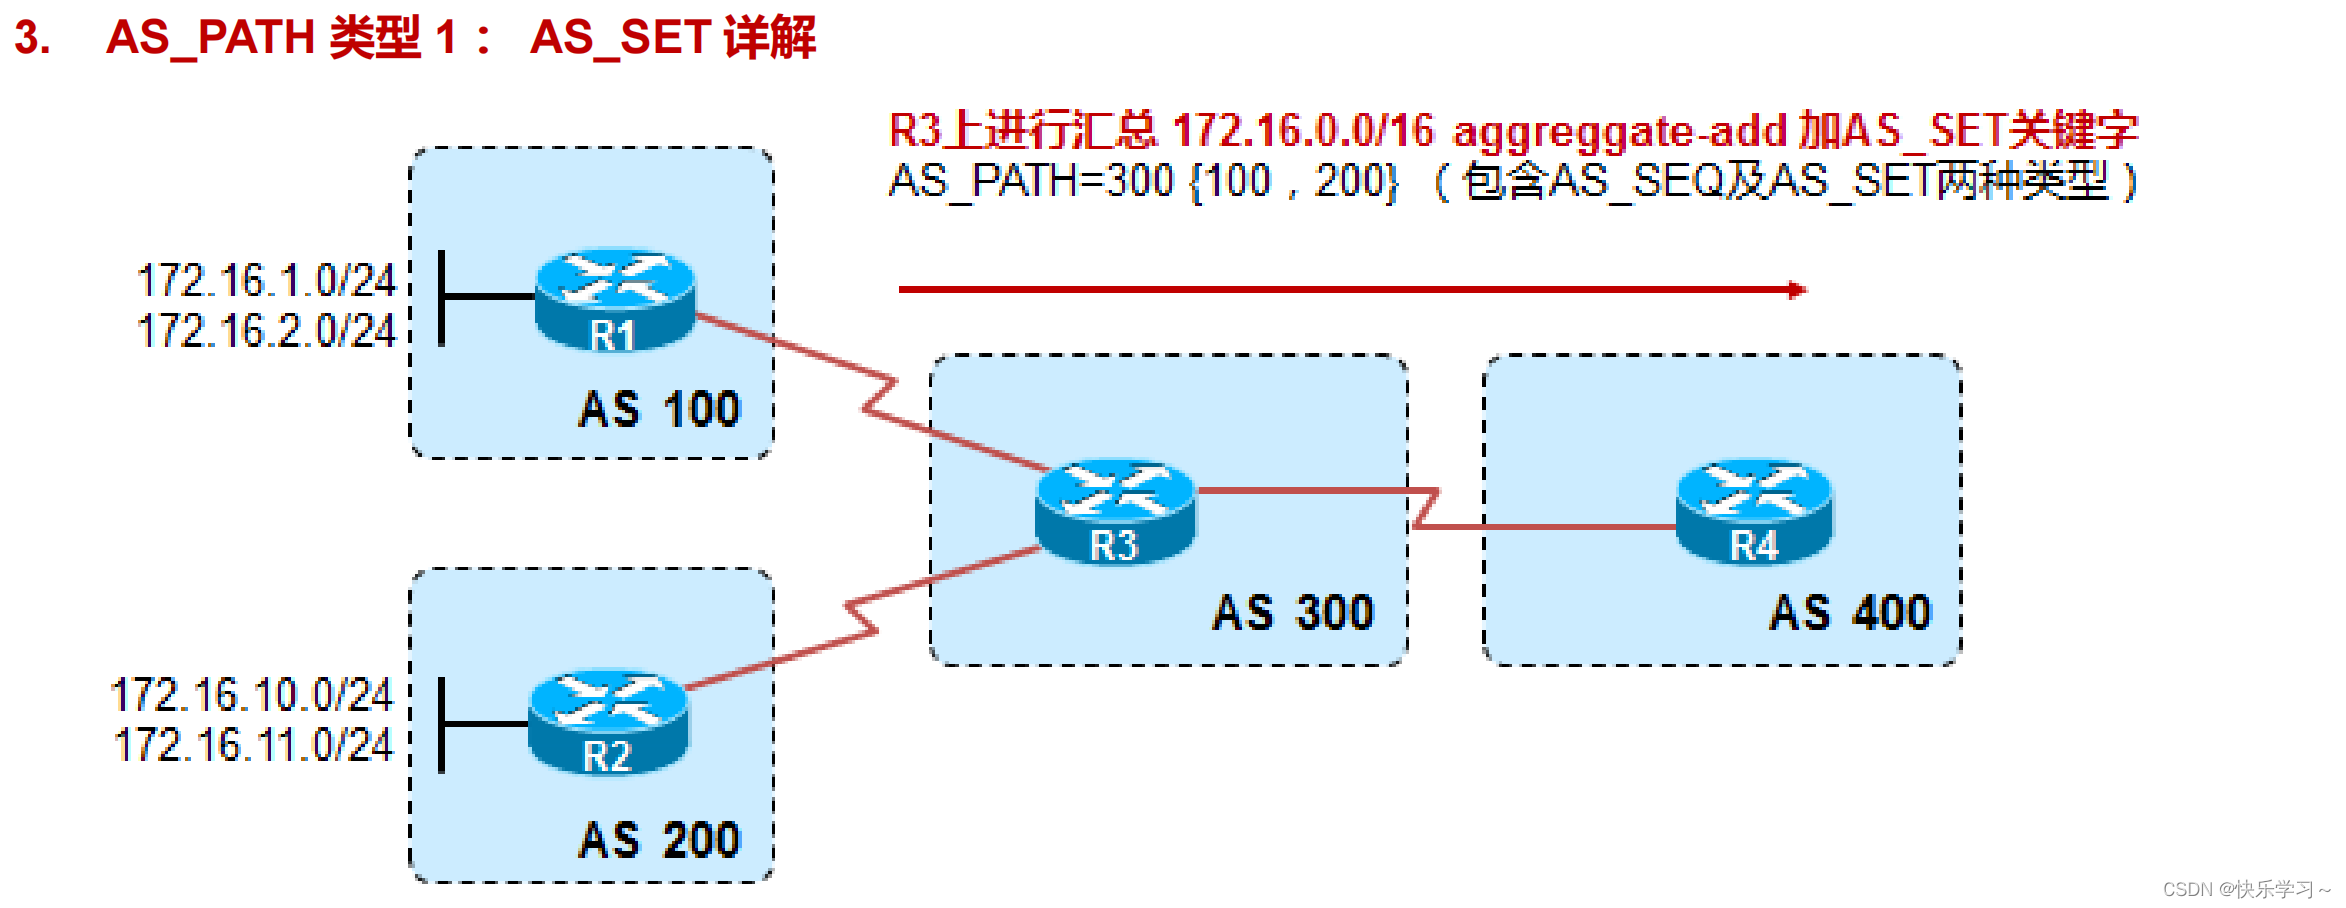 3. AS_PATH 类型 1： AS_SET 详解
R3上进行汇总 172.16.0.0/16 aggreggate-add 加AS_SET关键字
AS_PATH=300 {100，200} （包含AS_SEQ及AS_SET两种类型）
172.16.1.0/24
172.16.2.0/24
R1
AS 100
R3
AS 300
R4
AS 400
172.16.10.0/24
172.16.11.0/24
R2
AS 200
CSDN @快乐学习～